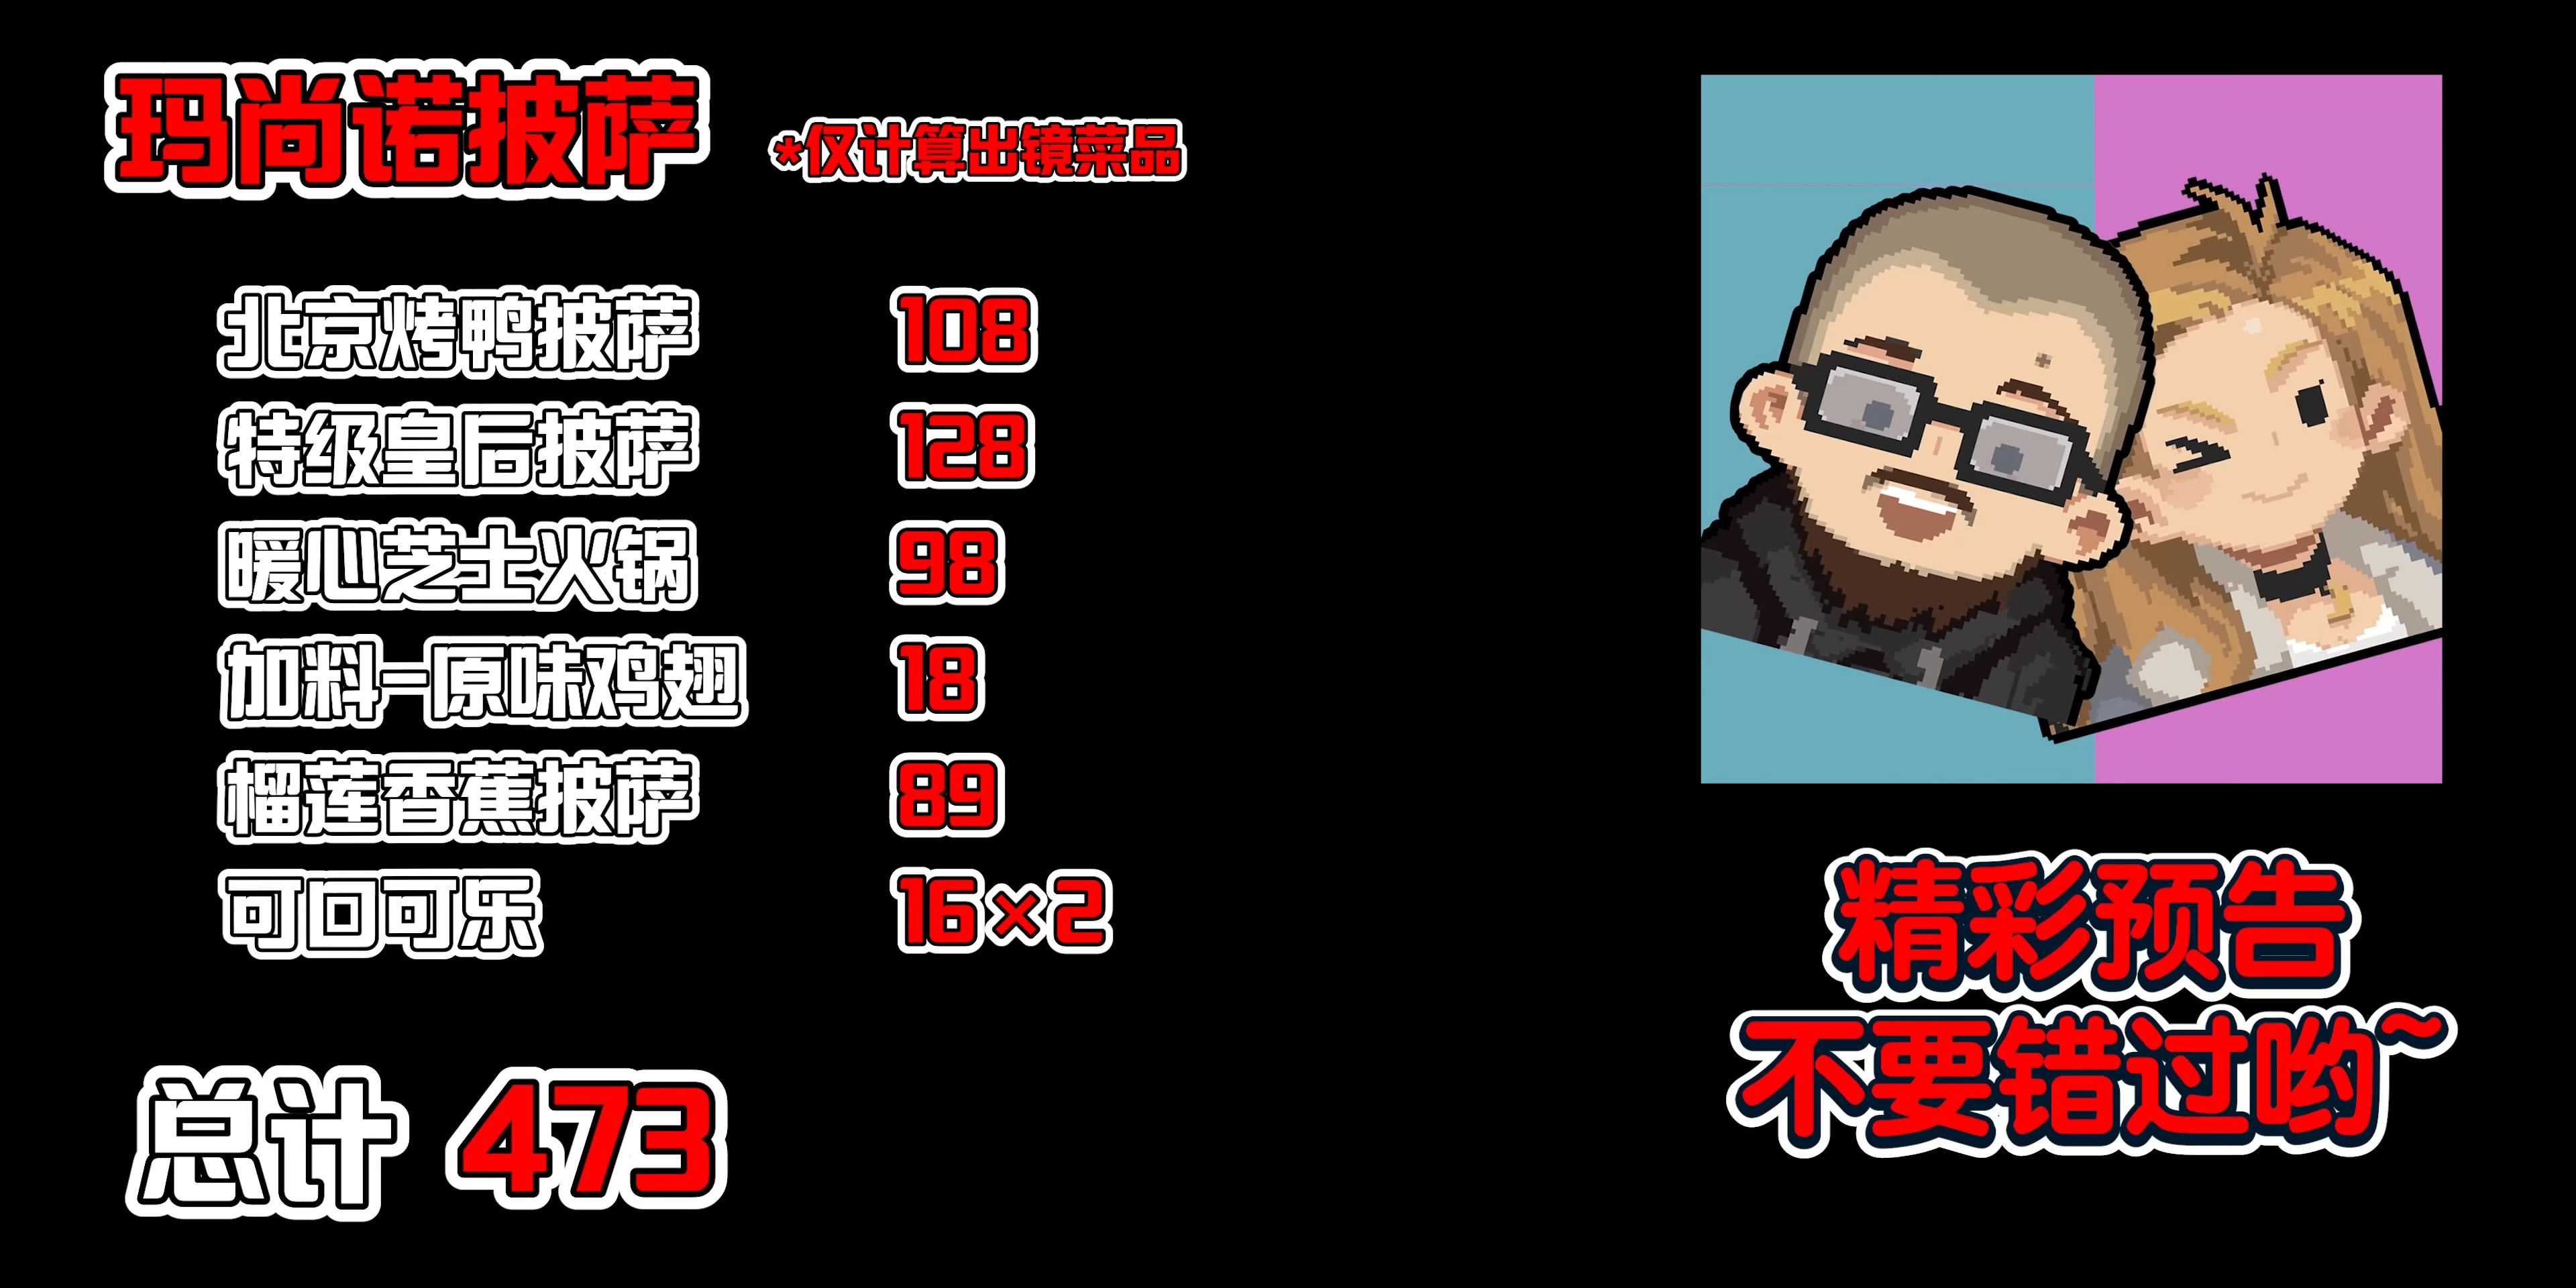 玛尚诺披萨 *仅计算出镜菜品
北京烤鸭披萨 108
特级皇后披萨 128
暖心芝士火锅 98
加料-原味鸡翅 18
榴莲香蕉披萨 89
可口可乐 16×2
总计 473
精彩预告
不要错过哟~